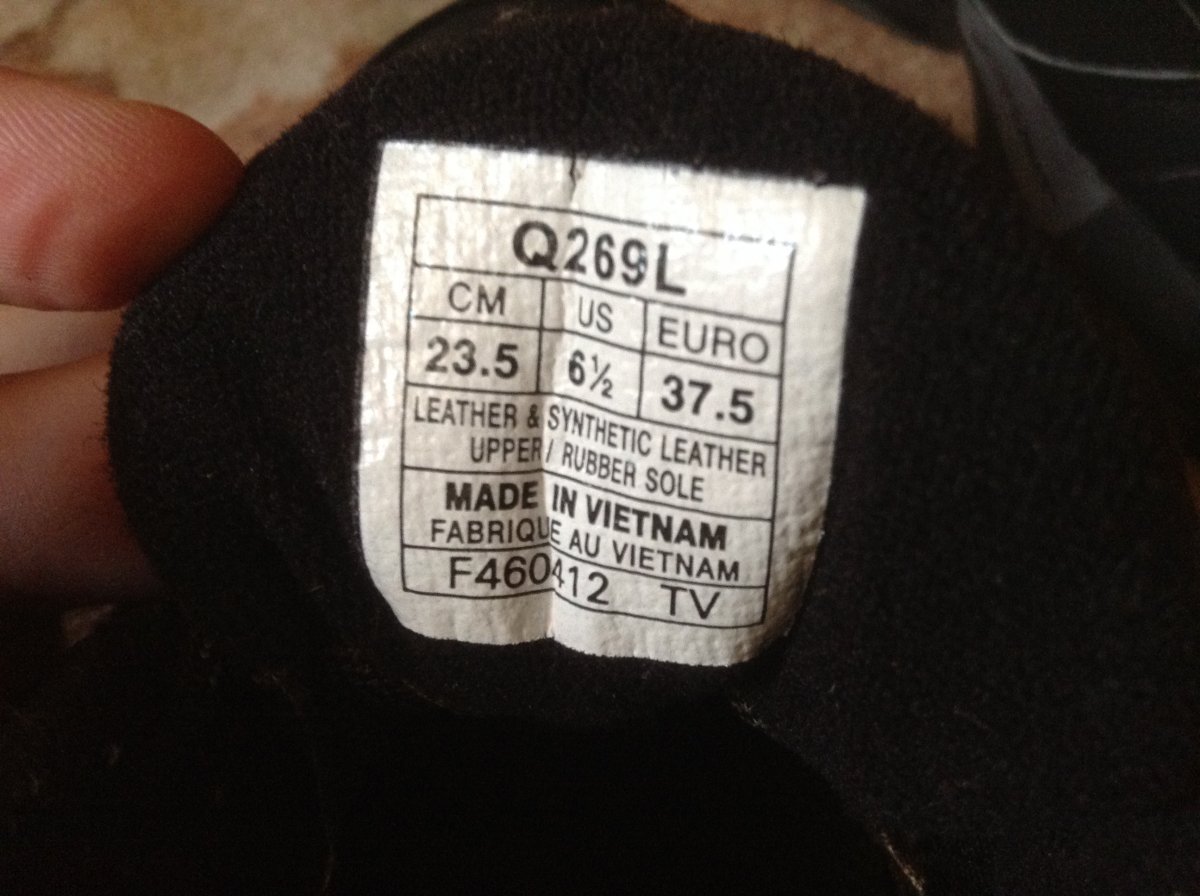 Q269L
CM US EURO
23.5 6½ 37.5
LEATHER & SYNTHETIC LEATHER
UPPER / RUBBER SOLE
MADE IN VIETNAM
FABRIQUE AU VIETNAM
F460412 TV